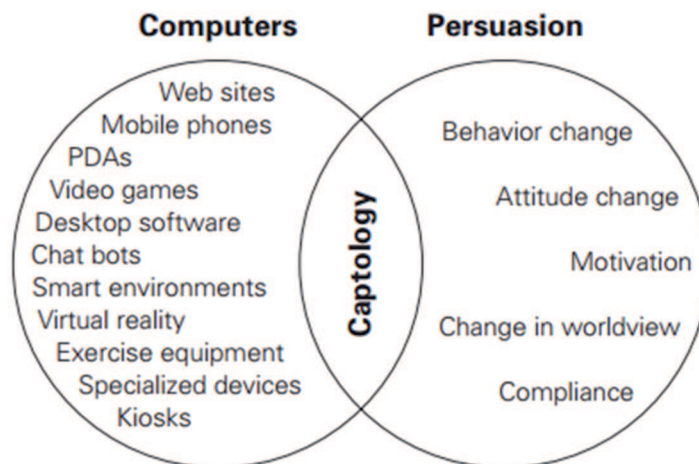 Computers
Persuasion
Web sites
Mobile phones
PDAs
Video games
Desktop software
Chat bots
Smart environments
Virtual reality
Exercise equipment
Specialized devices
Kiosks
Captology
Behavior change
Attitude change
Motivation
Change in worldview
Compliance